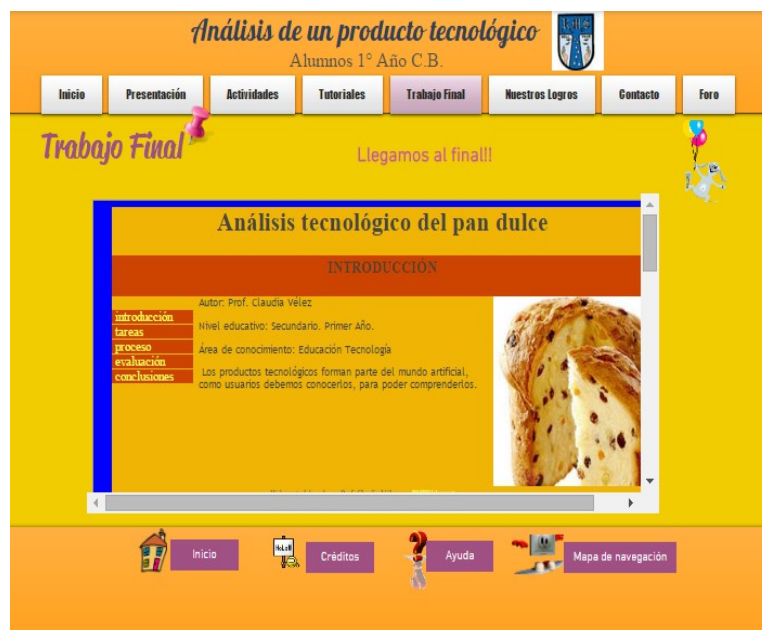 Análisis de un producto tecnológico
Alumnos 1° Año C.B.
Inicio
Presentación
Actividades
Tutoriales
Trabajo Final
Nuestros Logros
Contacto
Foro
Trabajo Final
Llegamos al final!!
Análisis tecnológico del pan dulce
INTRODUCCIÓN
introducción
tareas
proceso
evaluación
conclusiones
Autor: Prof. Claudia Vélez
Nivel educativo: Secundario. Primer Año.
Área de conocimiento: Educación Tecnología
Los productos tecnológicos forman parte del mundo artificial,
como usuarios debemos conocerlos, para poder comprenderlos.
Inicio
Créditos
Ayuda
Mapa de navegación